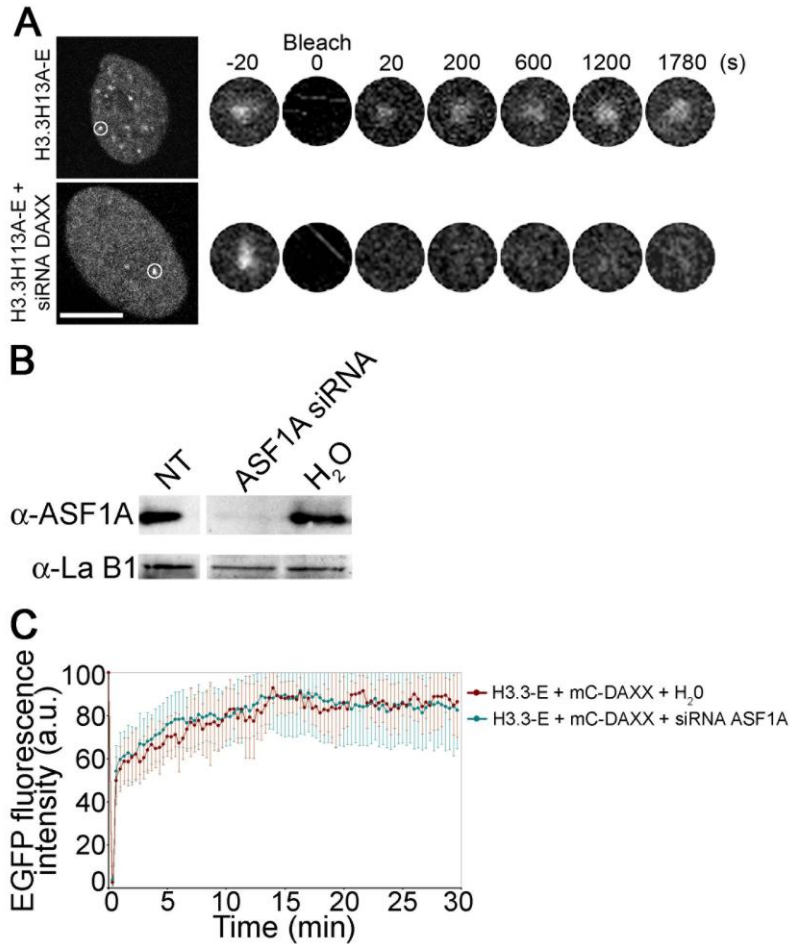 A
Bleach
-20 0 20 200 600 1200 1780 (s)
H3.3H13A-E
H3.3H113A-E +
siRNA DAXX
B
NT
ASF1A siRNA
H₂O
α-ASF1A
α-La B1
C
EGFP fluorescence
intensity (a.u.)
100
80
60
40
20
0
0 5 10 15 20 25 30
Time (min)
H3.3-E + mC-DAXX + H₂0
H3.3-E + mC-DAXX + siRNA ASF1A